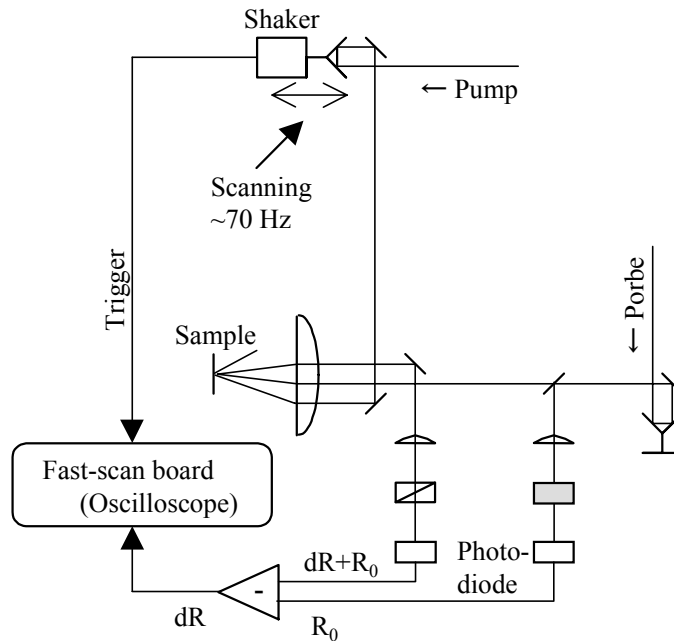 Shaker
← Pump
Scanning
~70 Hz
Trigger
← Porbe
Sample
Fast-scan board
(Oscilloscope)
Photo-
diode
dR+R₀
-
dR
R₀